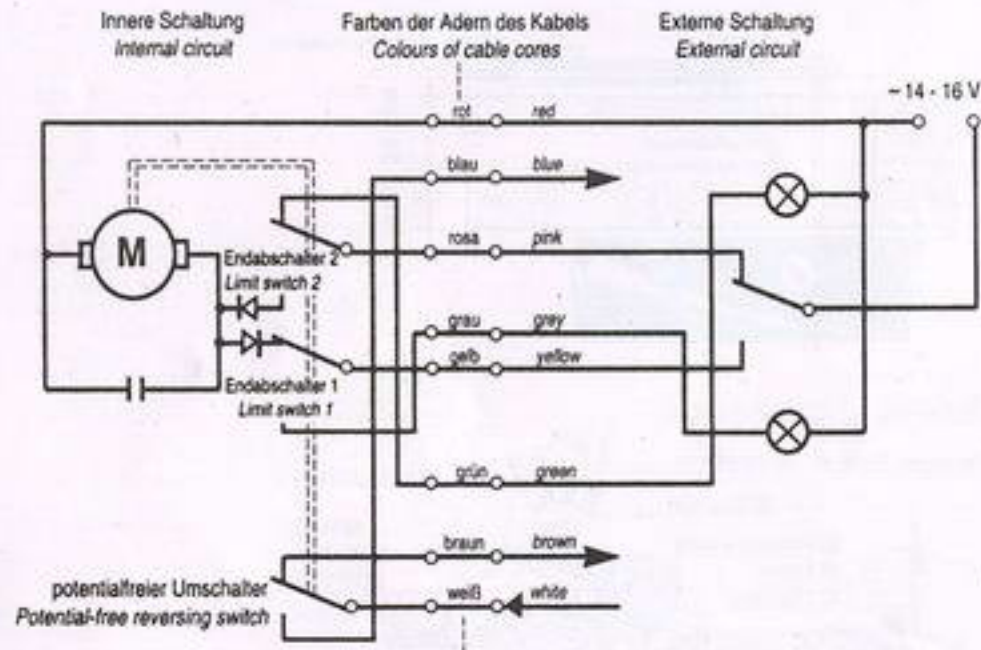 Innere Schaltung
Internal circuit
Farben der Adern des Kabels
Colours of cable cores
Externe Schaltung
External circuit
~ 14 - 16 V
rot red
blau blue
M
Endabschalter 2
Limit switch 2
rosa pink
grau grey
gelb yellow
Endabschalter 1
Limit switch 1
grün green
braun brown
potentialfreier Umschalter
Potential-free reversing switch
weiß white